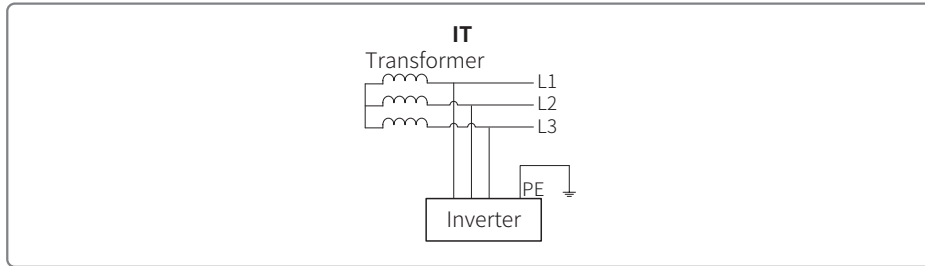 IT
Transformer
L1
L2
L3
PE
Inverter